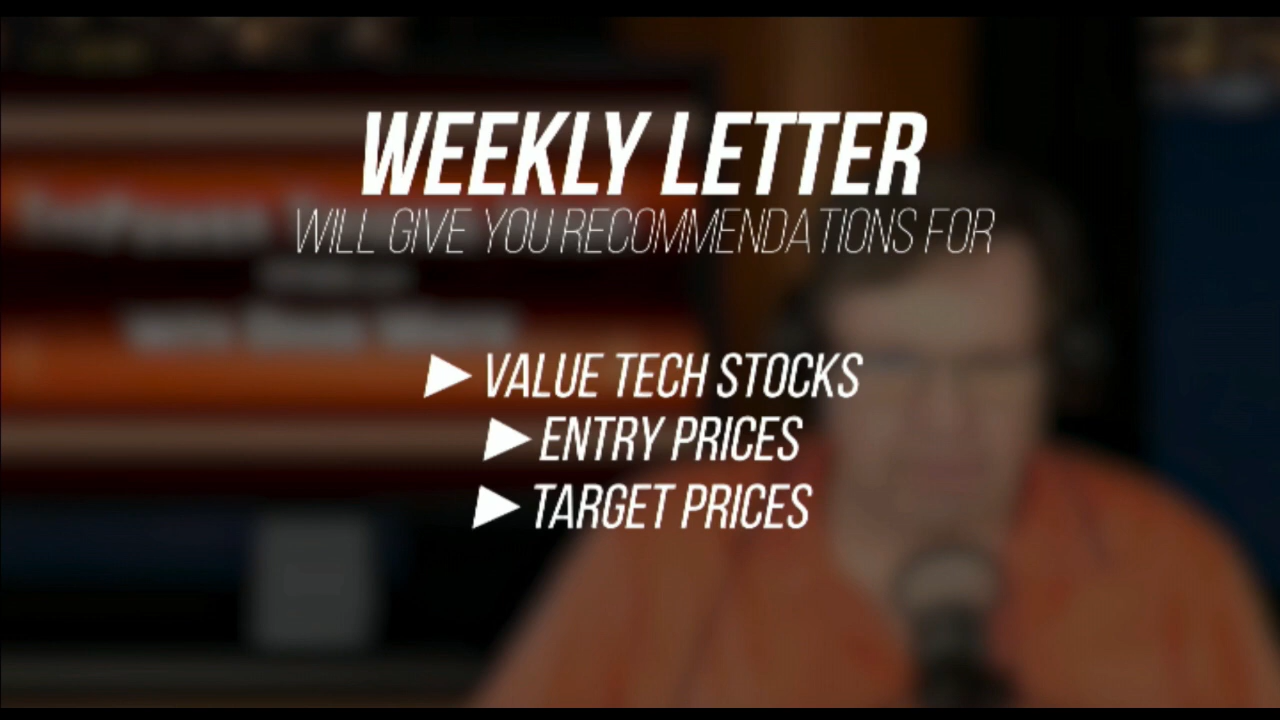 WEEKLY LETTER
WILL GIVE YOU RECOMMENDATIONS FOR
▶ VALUE TECH STOCKS
▶ ENTRY PRICES
▶ TARGET PRICES